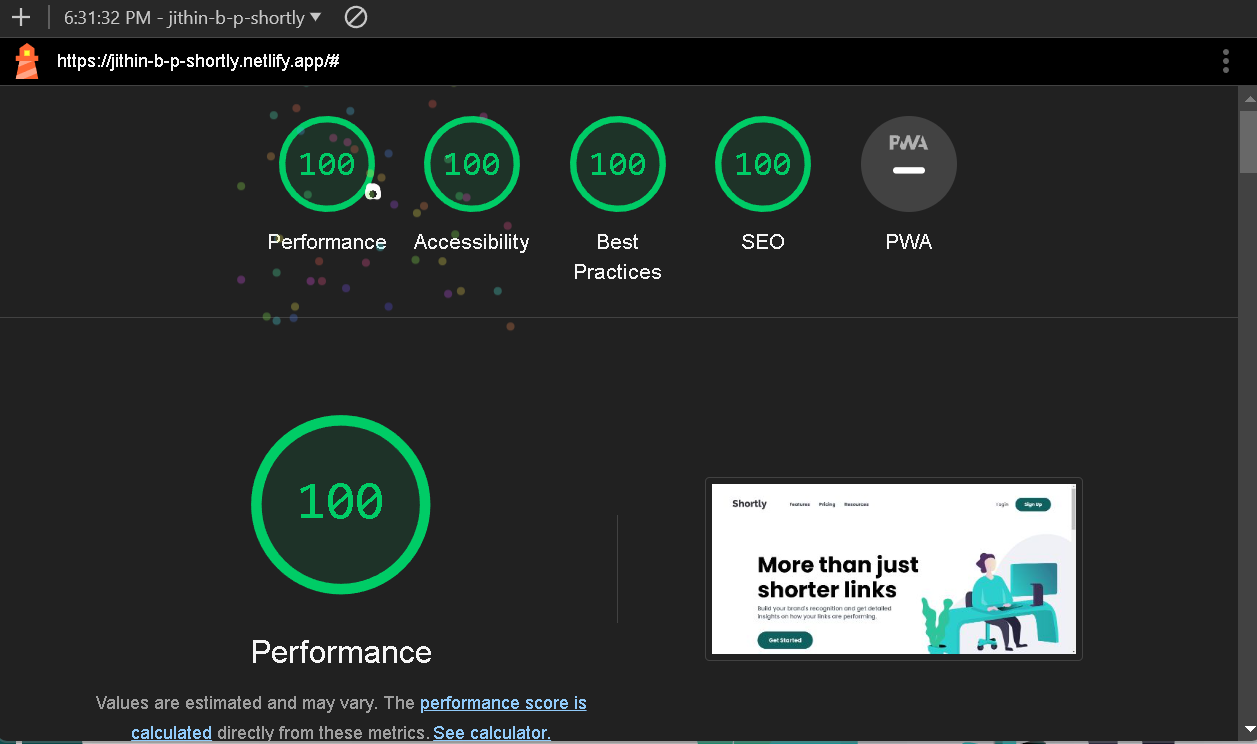 6:31:32 PM - jithin-b-p-shortly
https://jithin-b-p-shortly.netlify.app/#
100 100 100 100 PWA
Performance Accessibility Best Practices SEO PWA
100
Performance
Values are estimated and may vary. The performance score is
calculated directly from these metrics. See calculator.
Shortly Features Pricing Resources Login Sign Up
More than just
shorter links
Build your brand's recognition and get detailed
insights on how your links are performing.
Get Started